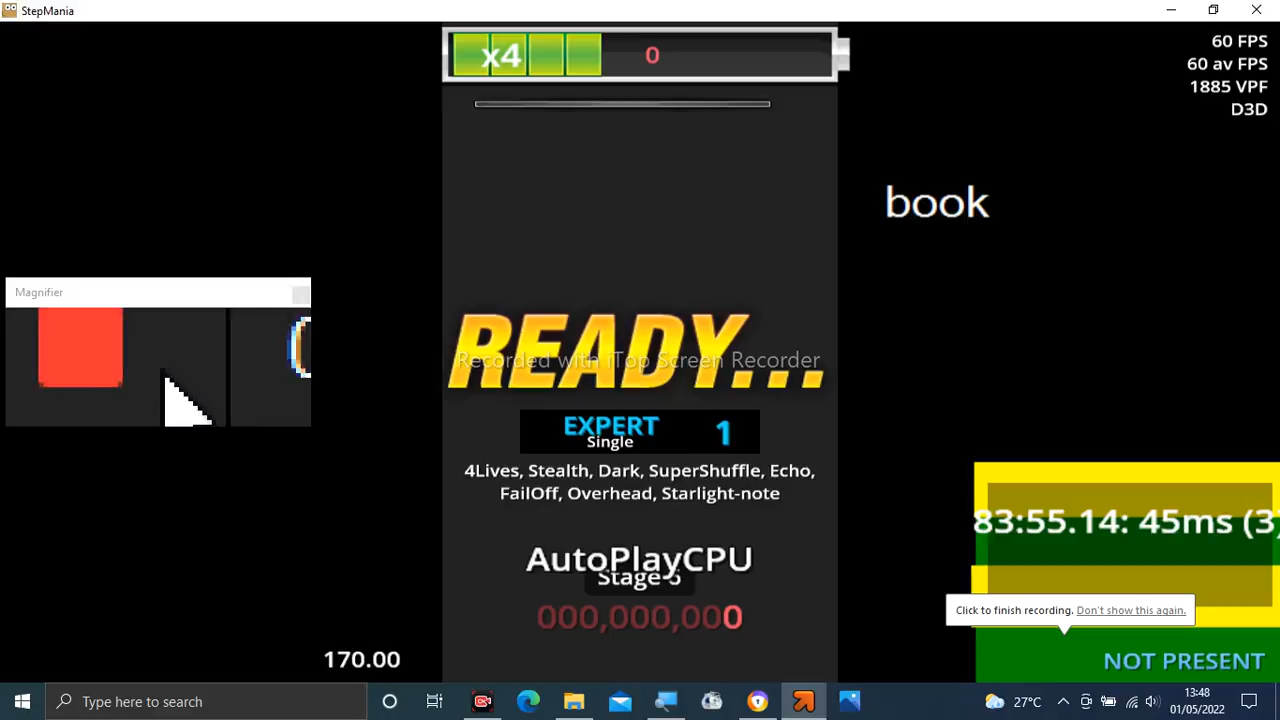 StepMania
x4
0
60 FPS
60 av FPS
1885 VPF
D3D
book
Magnifier
READY...
Recorded with iTop Screen Recorder
EXPERT 1
Single
4Lives, Stealth, Dark, SuperShuffle, Echo,
FailOff, Overhead, Starlight-note
83:55.14: 45ms (3)
AutoPlayCPU
Stage 5
000,000,000
Click to finish recording. Don't show this again.
170.00
NOT PRESENT
Type here to search
27°C
13:48
01/05/2022